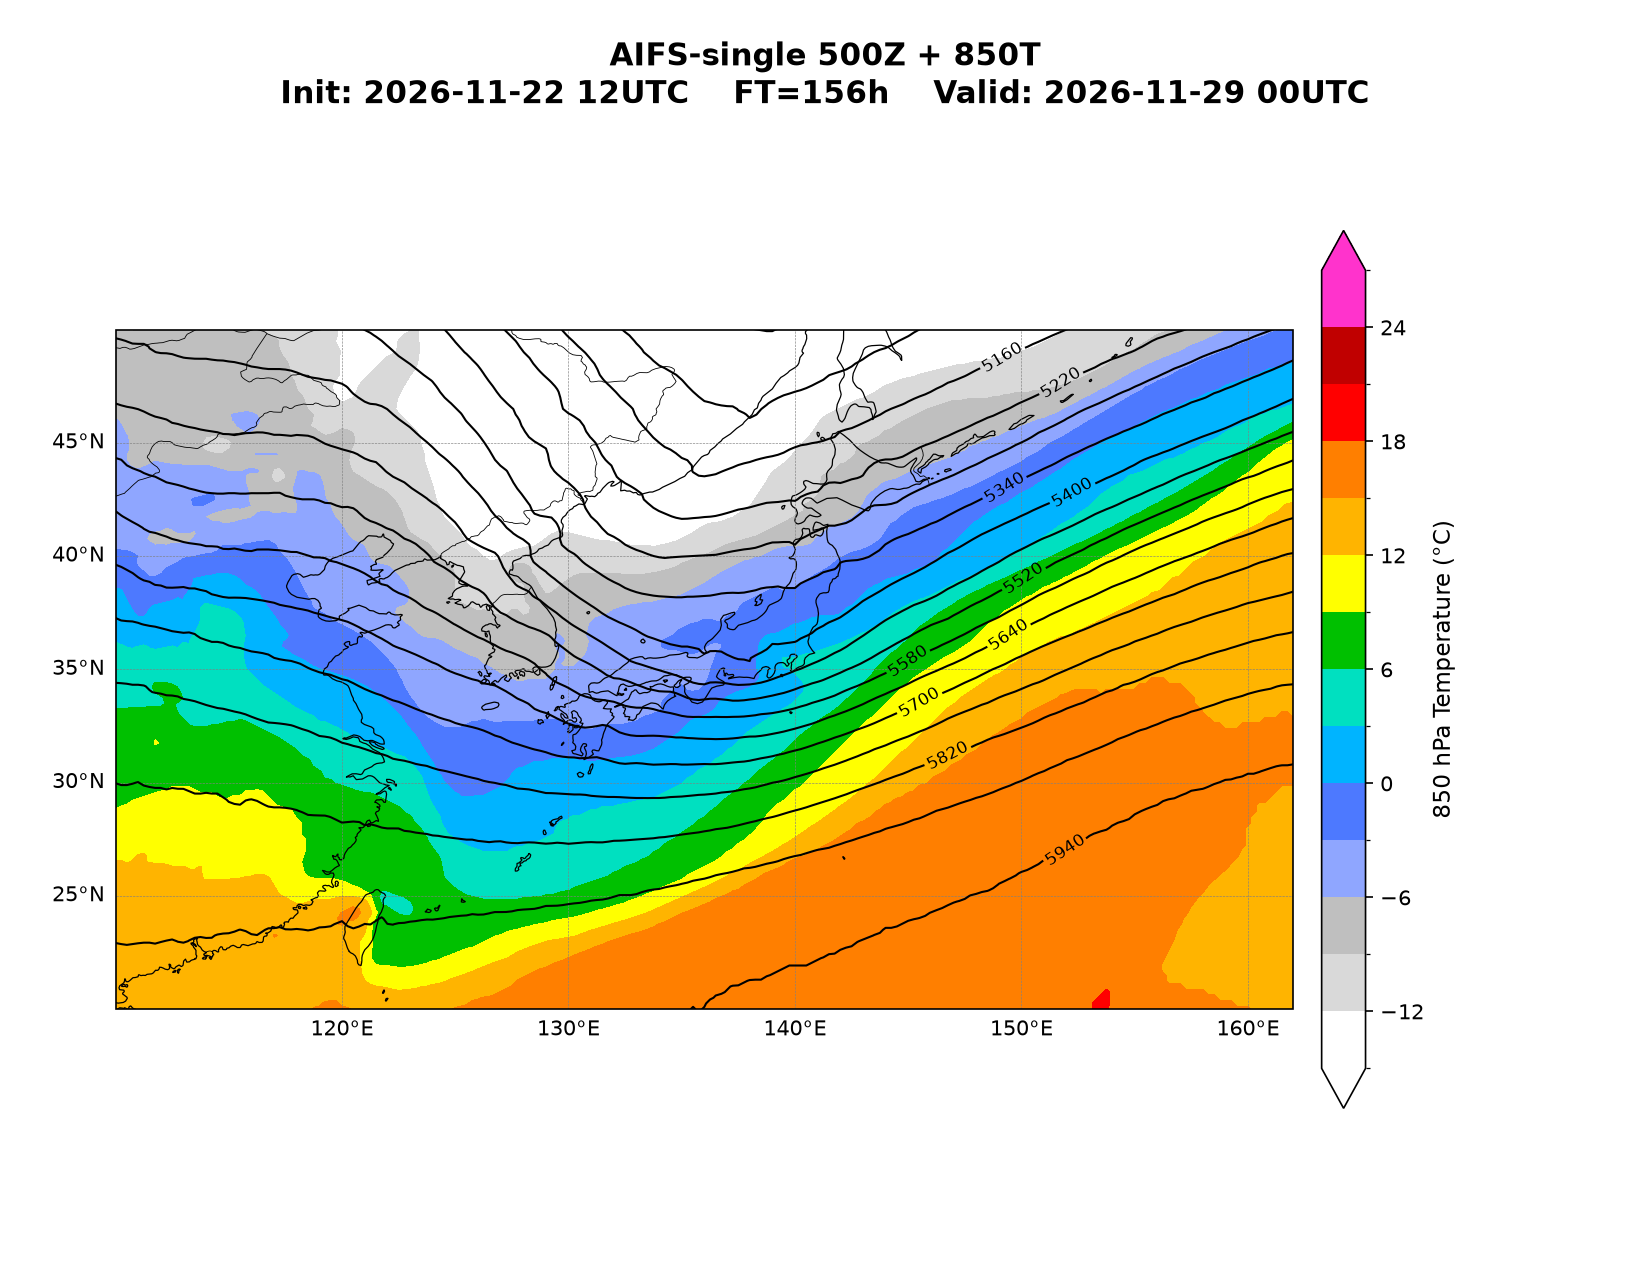 AIFS-single 500Z + 850T
Init: 2026-11-22 12UTC    FT=156h    Valid: 2026-11-29 00UTC
5160
5220
5340
5400
5520
5580
5640
5700
5820
5940
45°N
40°N
35°N
30°N
25°N
120°E
130°E
140°E
150°E
160°E
24
18
12
6
0
−6
−12
850 hPa Temperature (°C)